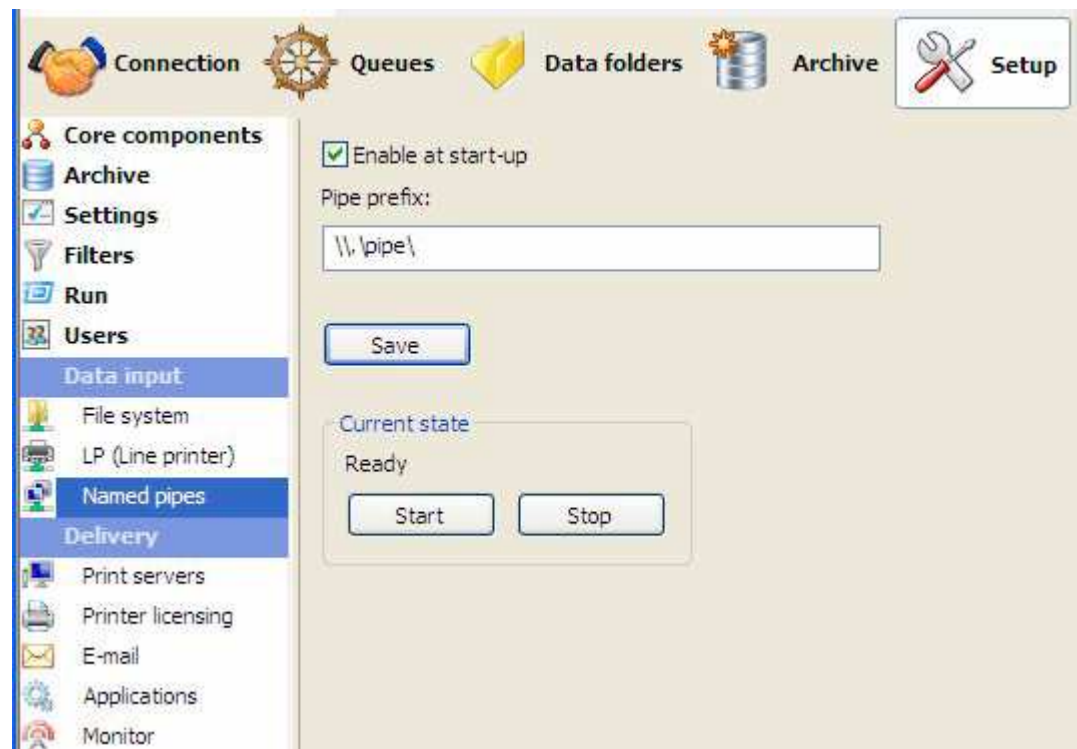 Connection Queues Data folders Archive Setup
Core components
Archive
Settings
Filters
Run
Users
Data input
File system
LP (Line printer)
Named pipes
Delivery
Print servers
Printer licensing
E-mail
Applications
Monitor
Enable at start-up
Pipe prefix:
\\.\pipe\
Save
Current state
Ready
Start Stop